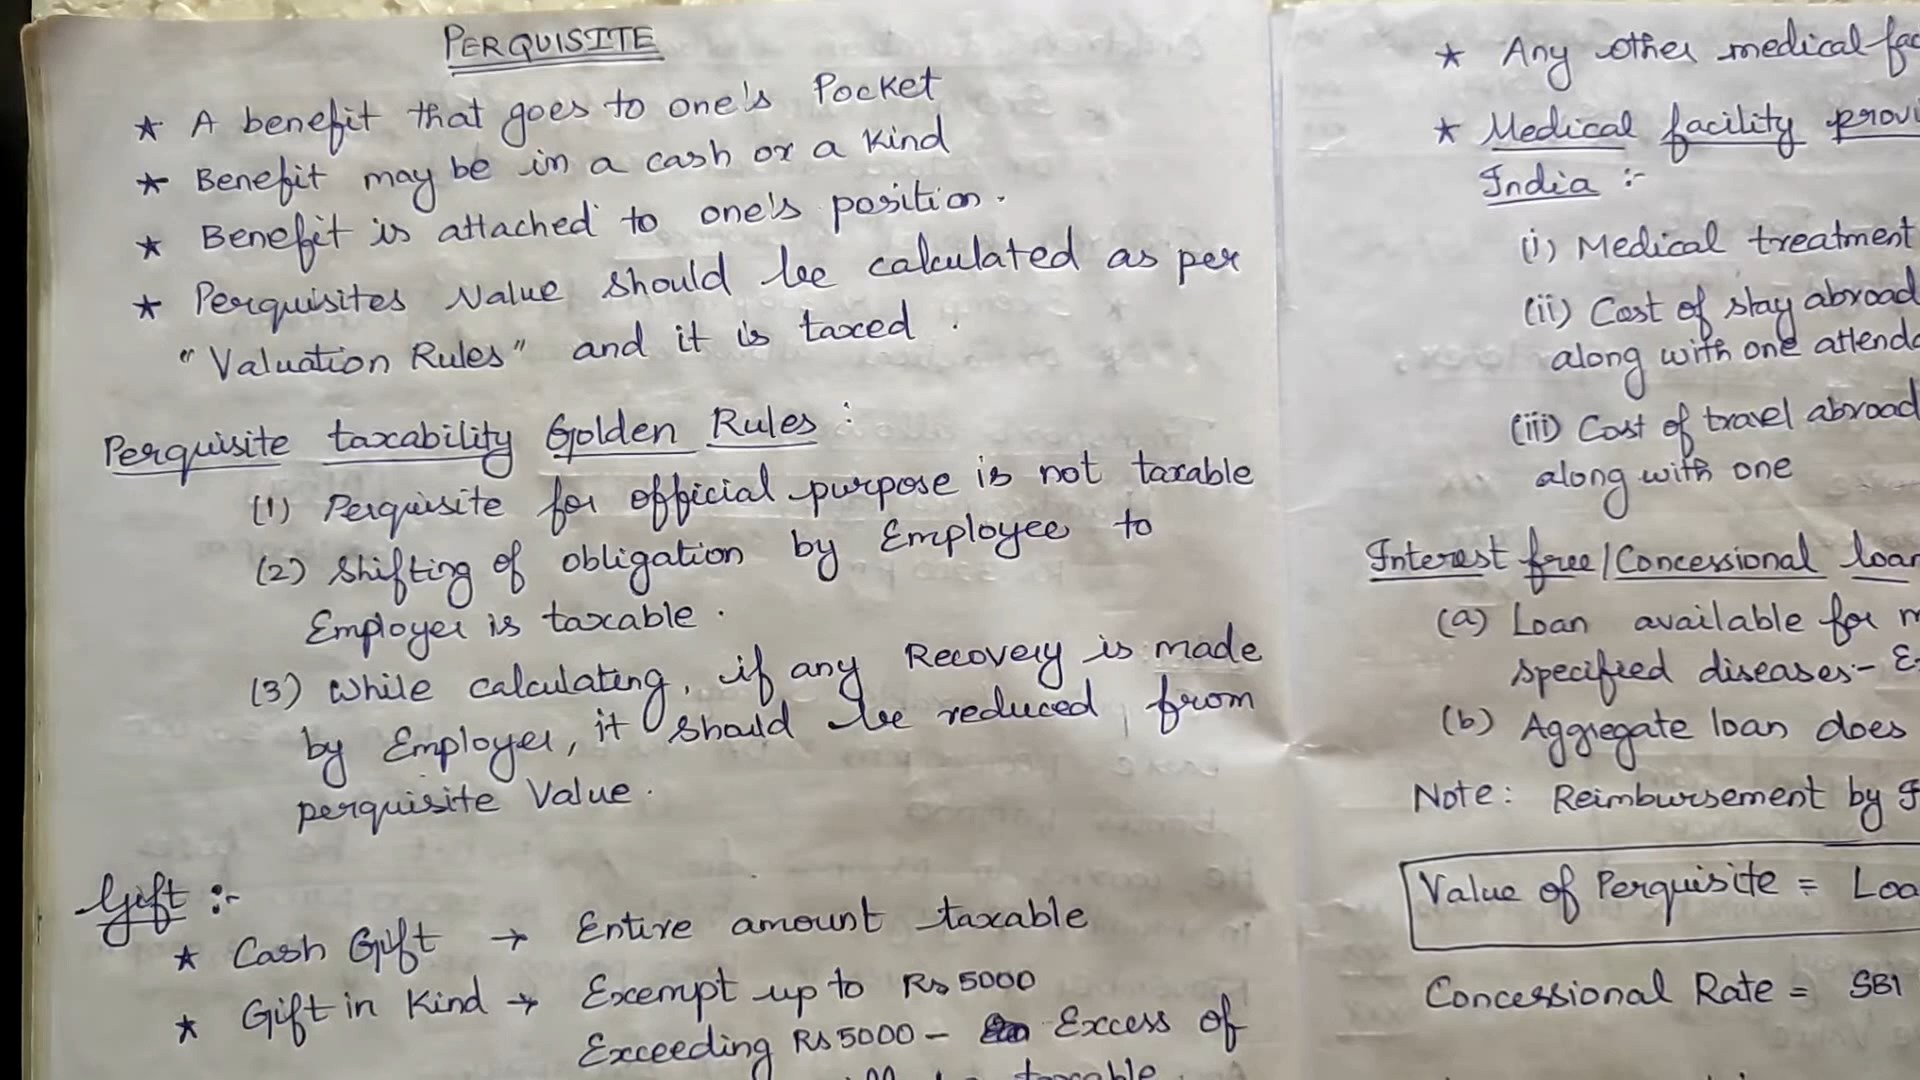 PERQUISITE
★ A benefit that goes to one's Pocket
★ Benefit may be in a cash or a kind
★ Benefit is attached to one's position.
★ Perquisites Value should be calculated as per
"Valuation Rules" and it is taxed.
Perquisite taxability Golden Rules:
(1) Perquisite for official purpose is not taxable
(2) Shifting of obligation by Employee to
Employer is taxable.
(3) While calculating, if any Recovery is made
by Employer, it should be reduced from
perquisite Value.
Gift :-
★ Cash Gift → Entire amount taxable
★ Gift in Kind → Exempt up to Rs 5000
Exceeding Rs 5000 - Excess of
taxable.
★ Any other medical fac
★ Medical facility provi
India :-
(i) Medical treatment
(ii) Cost of stay abroad
along with one attenda
(iii) Cost of travel abroad
along with one
Interest free/Concessional loan
(a) Loan available for m
specified diseases:- E
(b) Aggregate loan does
Note: Reimbursement by I
Value of Perquisite = Loa
Concessional Rate = SBI